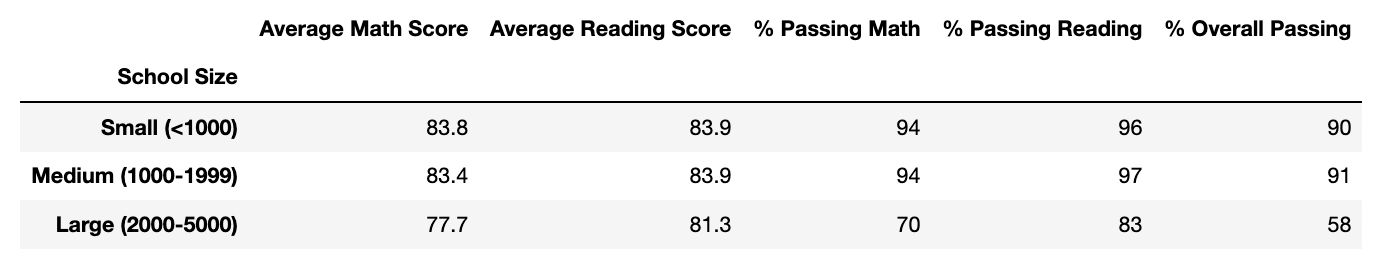 Average Math Score Average Reading Score % Passing Math % Passing Reading % Overall Passing
School Size
Small (<1000) 83.8 83.9 94 96 90
Medium (1000-1999) 83.4 83.9 94 97 91
Large (2000-5000) 77.7 81.3 70 83 58